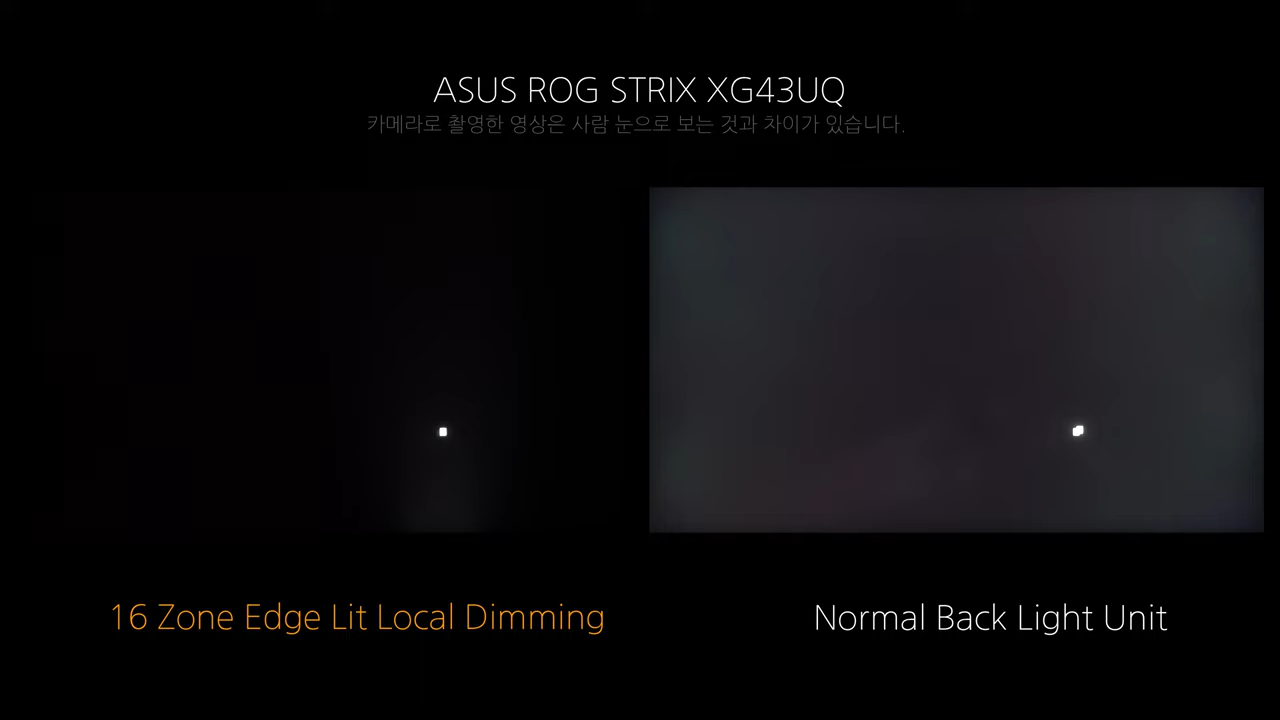 ASUS ROG STRIX XG43UQ
카메라로 촬영한 영상은 사람 눈으로 보는 것과 차이가 있습니다.
16 Zone Edge Lit Local Dimming
Normal Back Light Unit